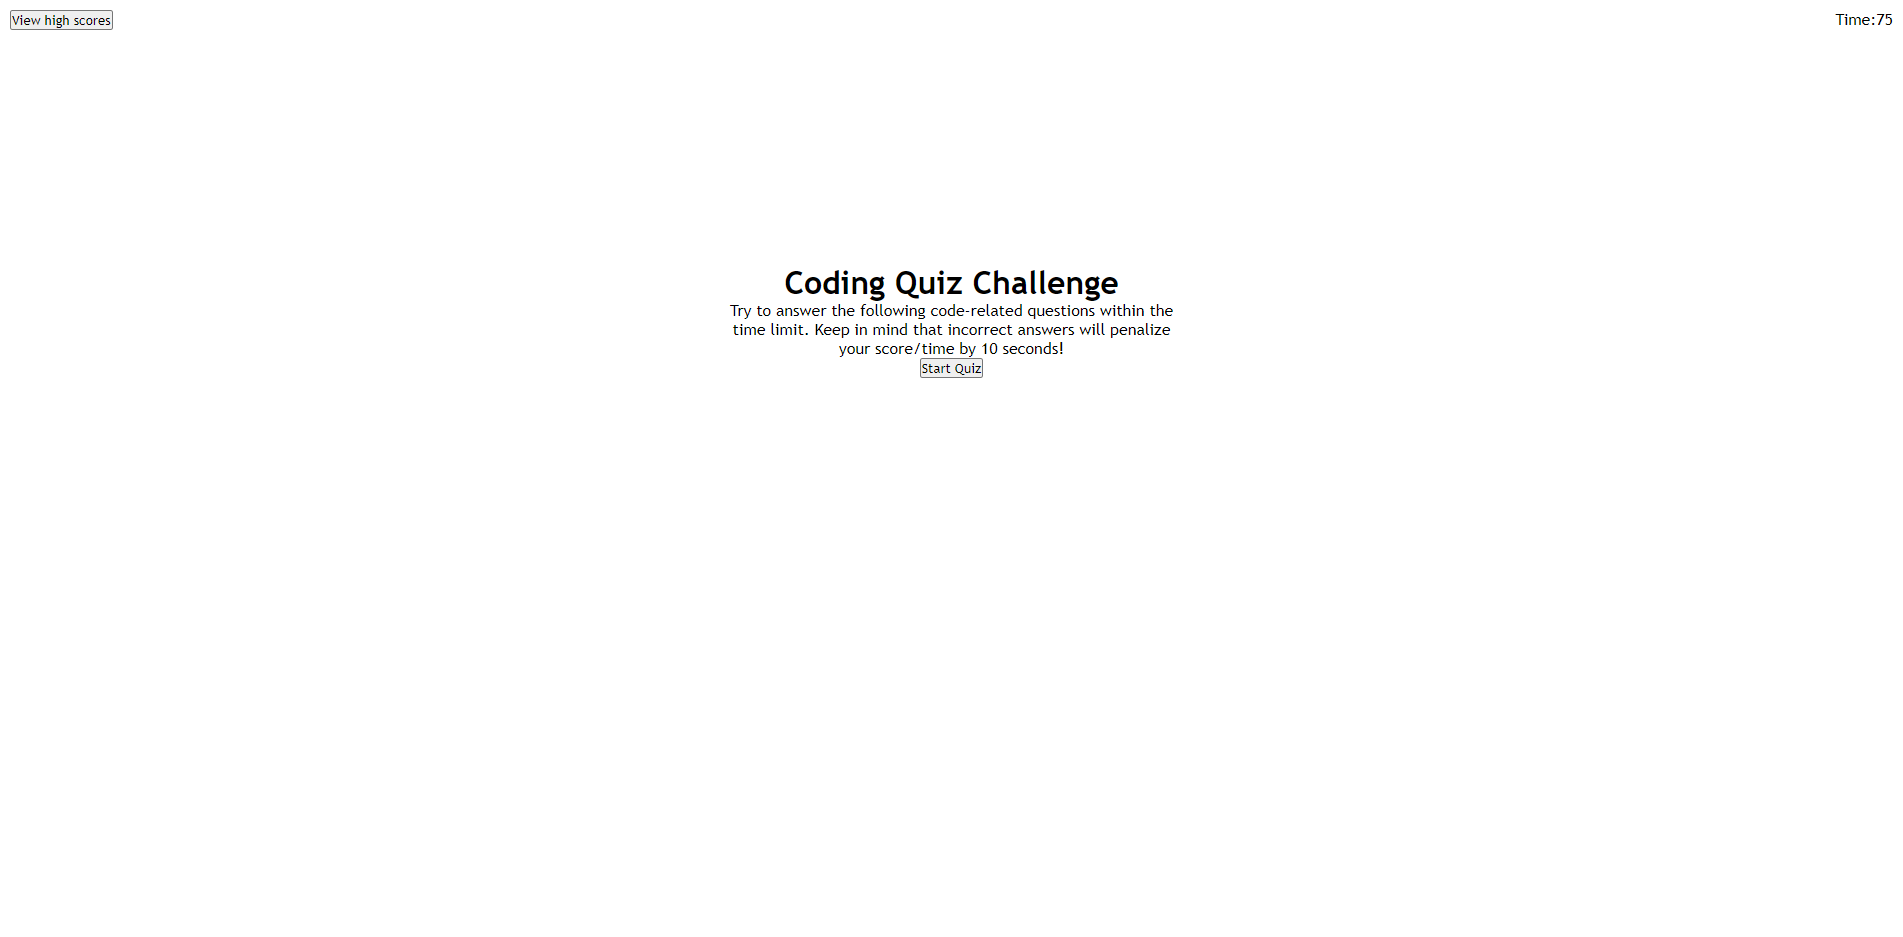 View high scores
Time:75
Coding Quiz Challenge
Try to answer the following code-related questions within the
time limit. Keep in mind that incorrect answers will penalize
your score/time by 10 seconds!
Start Quiz